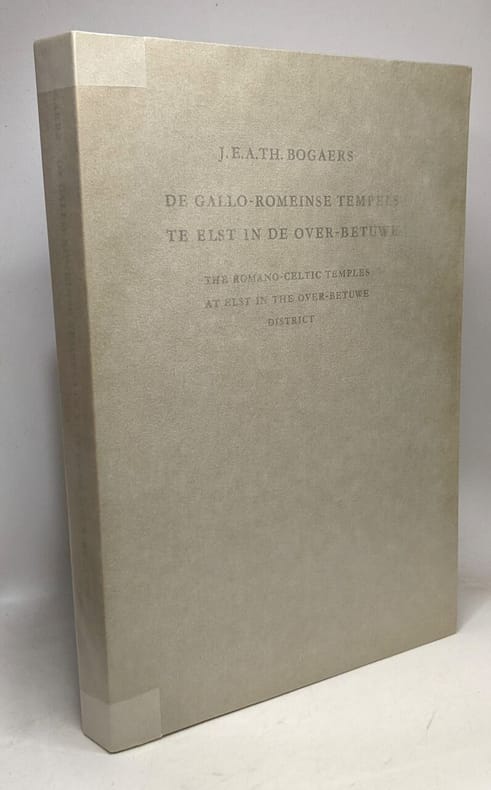 J.E.A.TH. BOGAERS
DE GALLO-ROMEINSE TEMPELS
TE ELST IN DE OVER-BETUWE
THE ROMANO-CELTIC TEMPLES
AT ELST IN THE OVER-BETUWE
DISTRICT